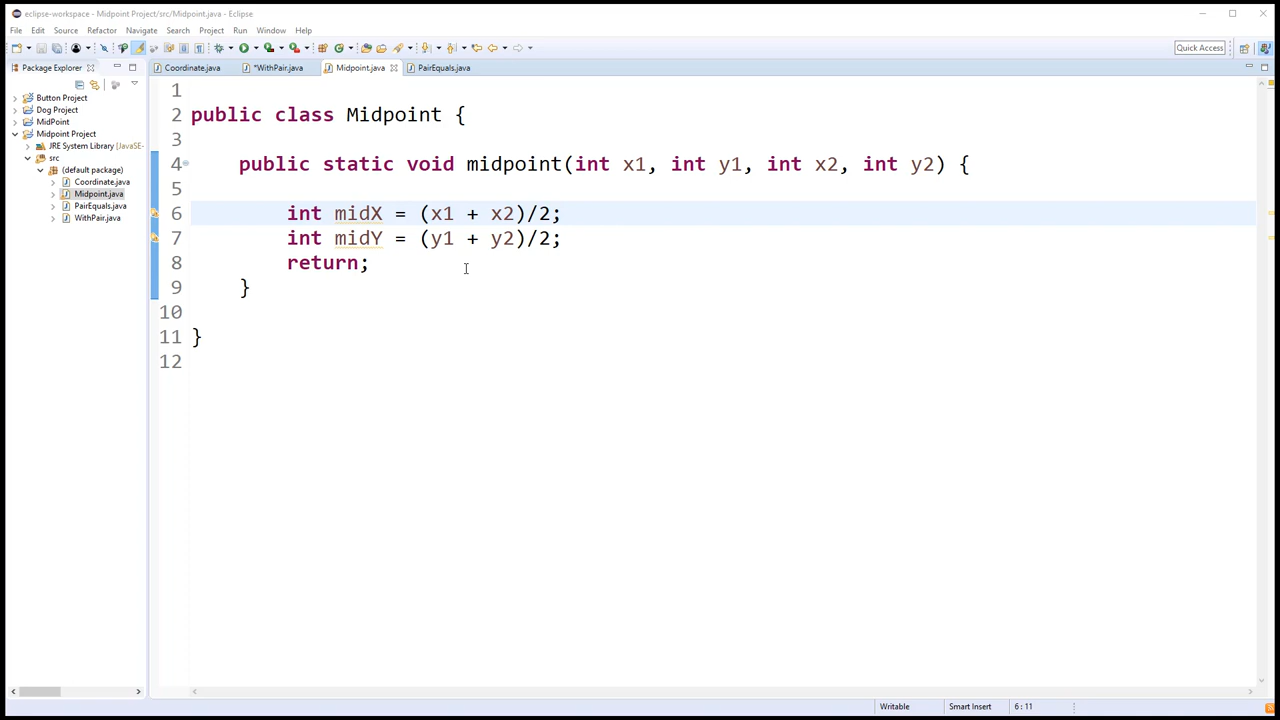 eclipse-workspace - Midpoint Project/src/Midpoint.java - Eclipse
File Edit Source Refactor Navigate Search Project Run Window Help
Quick Access
Package Explorer
Coordinate.java *WithPair.java Midpoint.java PairEquals.java
Button Project
Dog Project
MidPoint
Midpoint Project
JRE System Library [JavaSE-
src
(default package)
Coordinate.java
Midpoint.java
PairEquals.java
WithPair.java
1
2 public class Midpoint {
3
4 public static void midpoint(int x1, int y1, int x2, int y2) {
5
6 int midX = (x1 + x2)/2;
7 int midY = (y1 + y2)/2;
8 return;
9 }
10
11 }
12
Writable Smart Insert 6 : 11